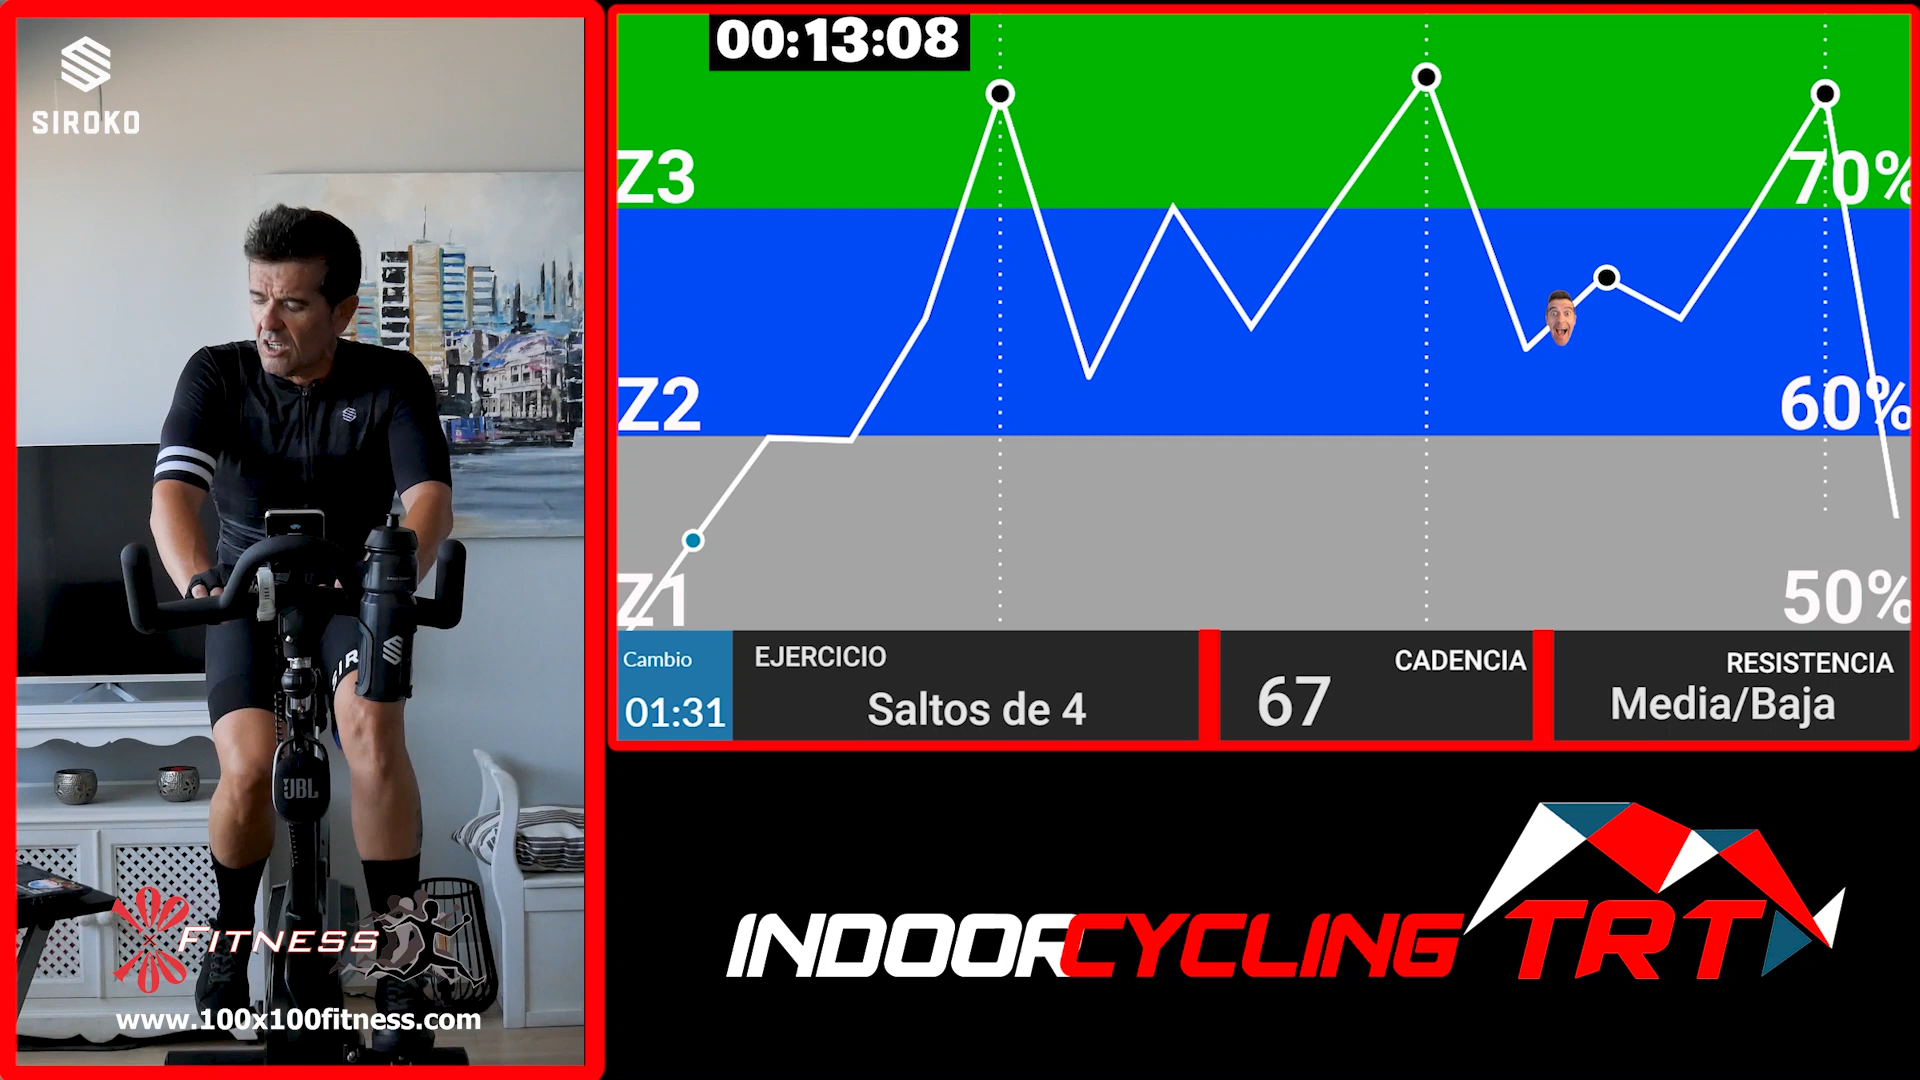 SIROKO
00:13:08
Z3
70%
Z2
60%
Z1
50%
Cambio
01:31
EJERCICIO
Saltos de 4
CADENCIA
67
RESISTENCIA
Media/Baja
JBL
FITNESS
www.100x100fitness.com
INDOORCYCLING TRT